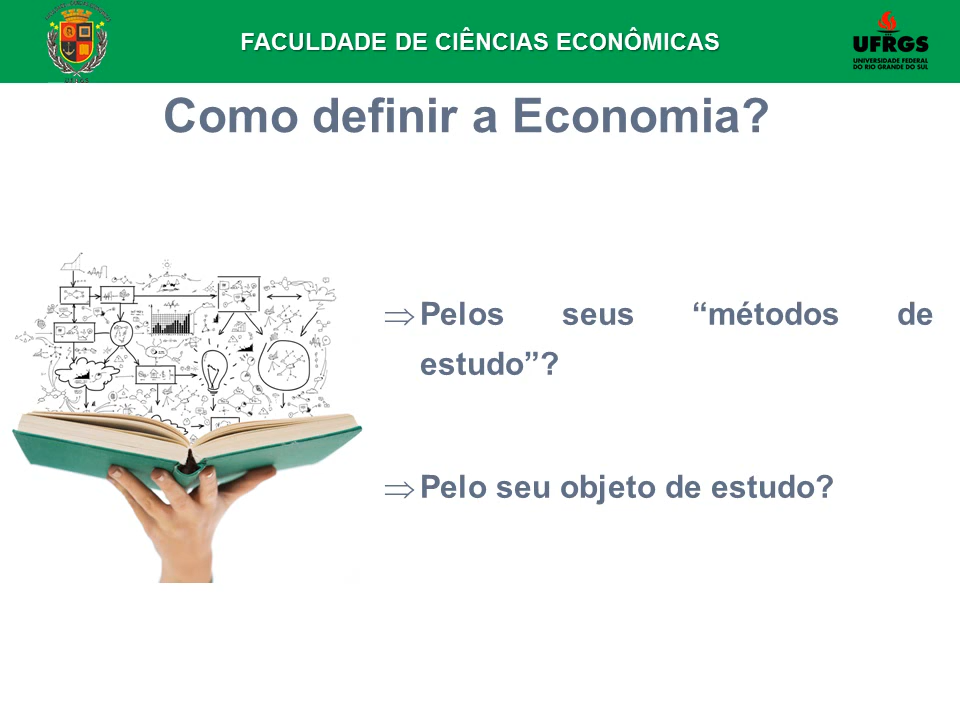 FACULDADE DE CIÊNCIAS ECONÔMICAS
UFRGS
UNIVERSIDADE FEDERAL
DO RIO GRANDE DO SUL
Como definir a Economia?
⇒ Pelos seus “métodos de
estudo”?
⇒ Pelo seu objeto de estudo?